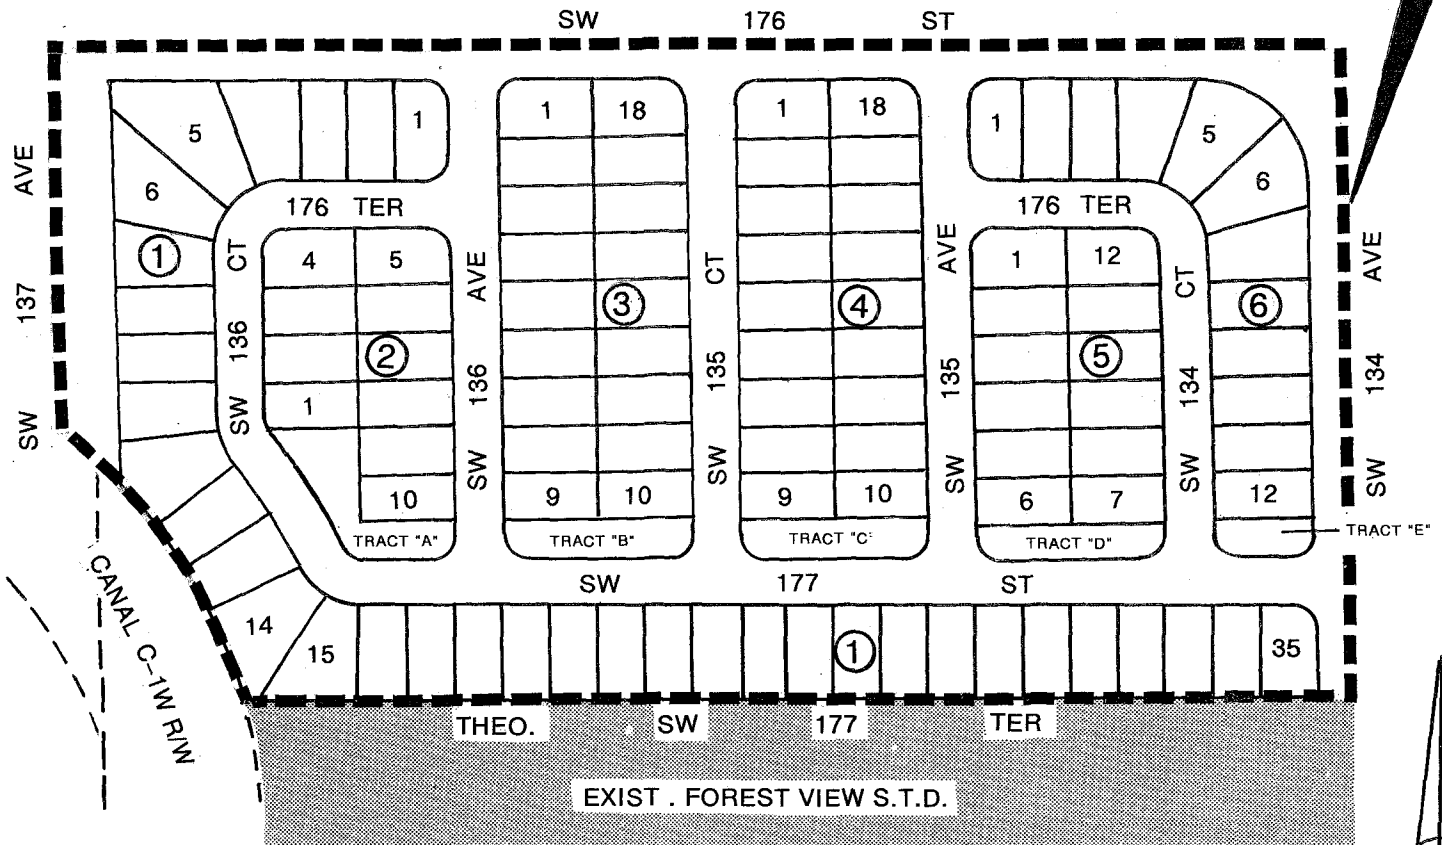 SW 176 ST
1 1 18 1 18 1
5 5
6 6
176 TER 176 TER
SW 137 AVE
SW 136 CT
SW 136 AVE
SW 135 CT
SW 135 AVE
SW 134 CT
SW 134 AVE
1
4 5 1 12
3 4 6
2 5
1
10 9 10 9 10 6 7 12
TRACT "A" TRACT "B" TRACT "C" TRACT "D" TRACT "E"
SW 177 ST
CANAL C-1W R/W
14
15 1 35
THEO. SW 177 TER
EXIST. FOREST VIEW S.T.D.